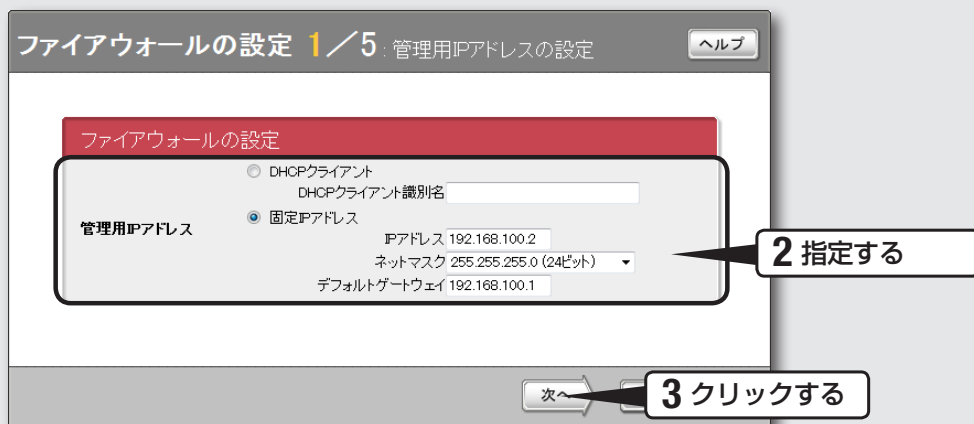 ファイアウォールの設定 1／5 : 管理用IPアドレスの設定
ヘルプ
ファイアウォールの設定
管理用IPアドレス
DHCPクライアント
DHCPクライアント識別名
固定IPアドレス
IPアドレス 192.168.100.2
ネットマスク 255.255.255.0 (24ビット)
デフォルトゲートウェイ 192.168.100.1
2 指定する
次へ
3 クリックする